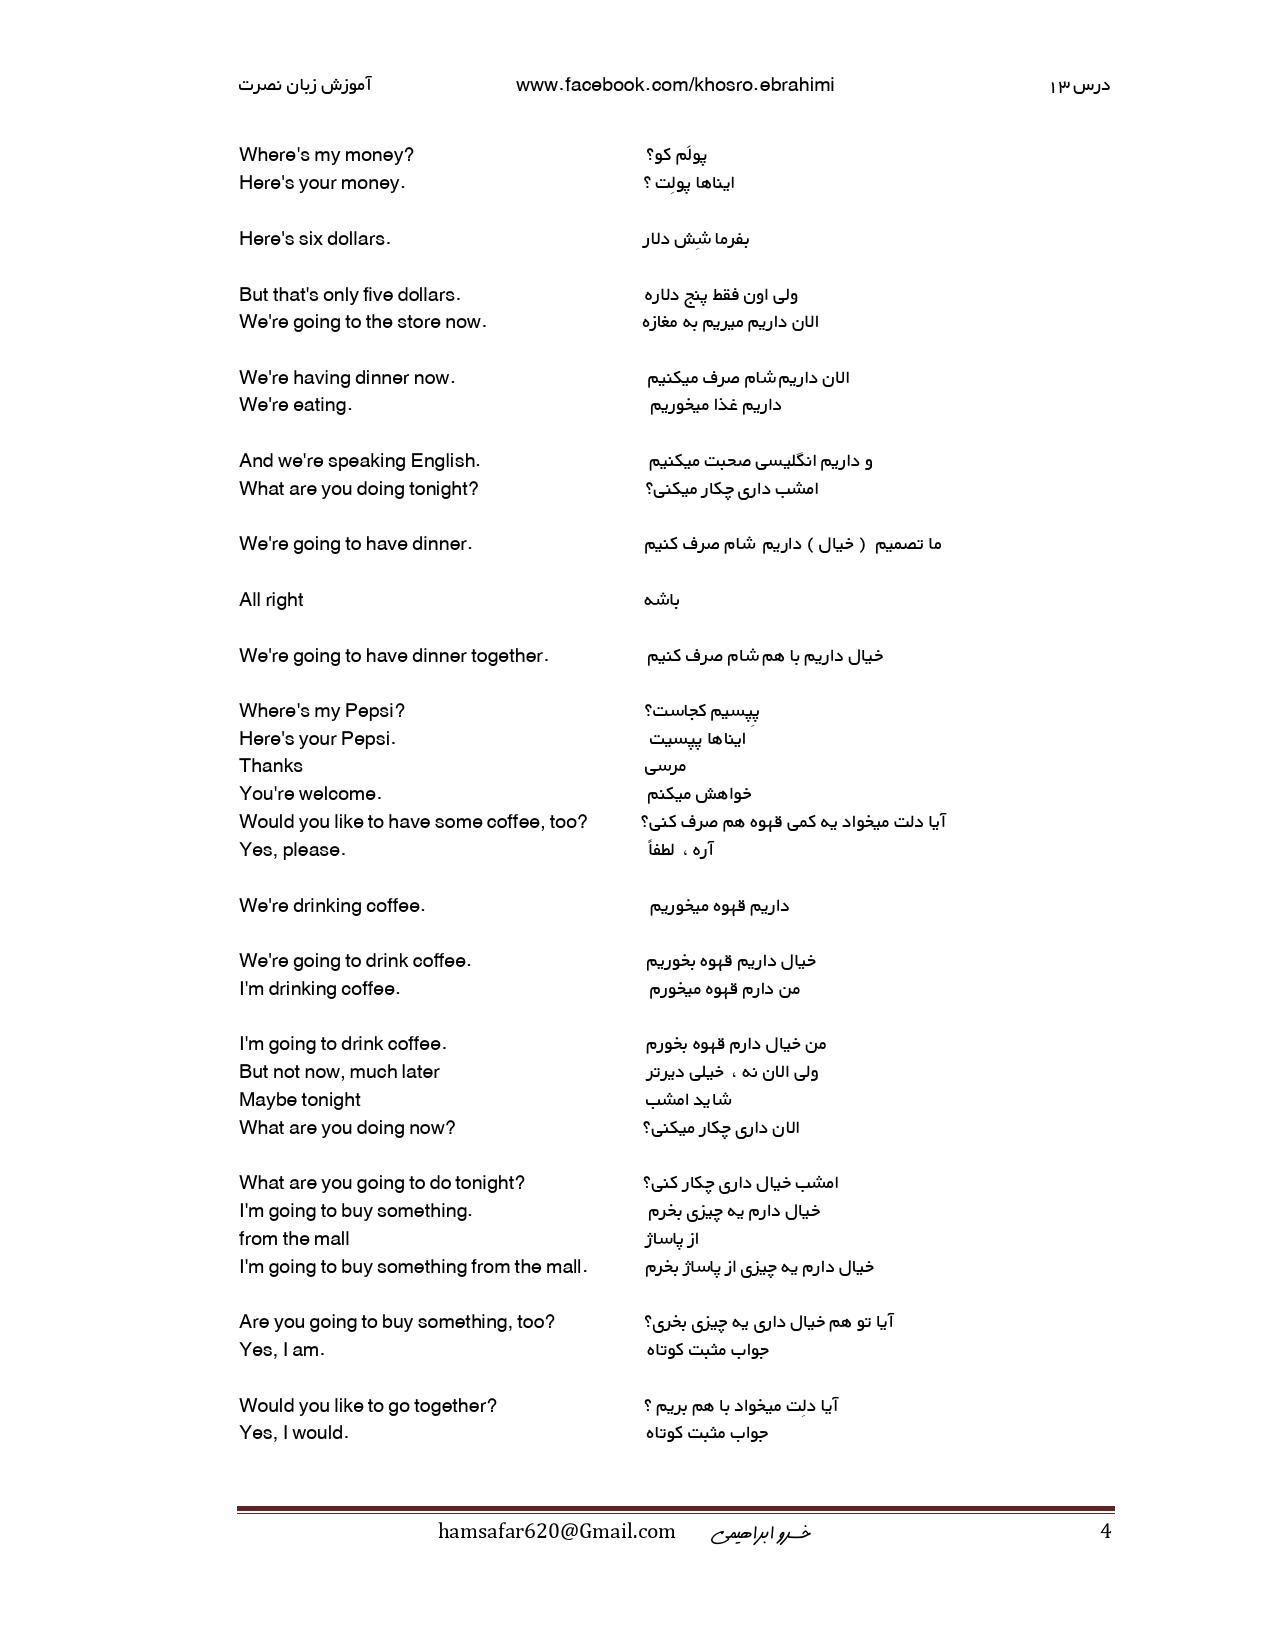 آموزش زبان نصرت www.facebook.com/khosro.ebrahimi درس ۱۳
Where's my money? پولَم کو؟
Here's your money. ایناها پولِت ؟
Here's six dollars. بفرما شِش دلار
But that's only five dollars. ولی اون فقط پنج دلاره
We're going to the store now. الان داریم میریم به مغازه
We're having dinner now. الان داریم شام صرف میکنیم
We're eating. داریم غذا میخوریم
And we're speaking English. و داریم انگلیسی صحبت میکنیم
What are you doing tonight? امشب داری چکار میکنی؟
We're going to have dinner. ما تصمیم ( خیال ) داریم شام صرف کنیم
All right باشه
We're going to have dinner together. خیال داریم با هم شام صرف کنیم
Where's my Pepsi? پِپسیم کجاست؟
Here's your Pepsi. ایناها پپسیت
Thanks مرسی
You're welcome. خواهش میکنم
Would you like to have some coffee, too? آیا دلت میخواد یه کمی قهوه هم صرف کنی؟
Yes, please. آره ، لطفاً
We're drinking coffee. داریم قهوه میخوریم
We're going to drink coffee. خیال داریم قهوه بخوریم
I'm drinking coffee. من دارم قهوه میخورم
I'm going to drink coffee. من خیال دارم قهوه بخورم
But not now, much later ولی الان نه ، خیلی دیرتر
Maybe tonight شاید امشب
What are you doing now? الان داری چکار میکنی؟
What are you going to do tonight? امشب خیال داری چکار کنی؟
I'm going to buy something. خیال دارم یه چیزی بخرم
from the mall از پاساژ
I'm going to buy something from the mall. خیال دارم یه چیزی از پاساژ بخرم
Are you going to buy something, too? آیا تو هم خیال داری یه چیزی بخری؟
Yes, I am. جواب مثبت کوتاه
Would you like to go together? آیا دلِت میخواد با هم بریم ؟
Yes, I would. جواب مثبت کوتاه
hamsafar620@Gmail.com خسرو ابراهیمی 4